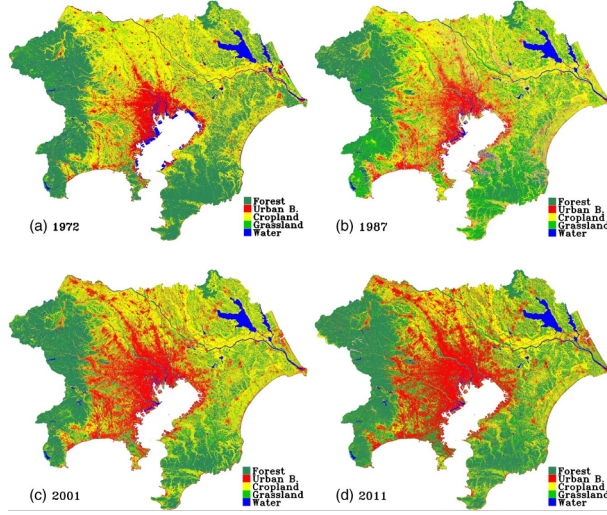 Forest
Urban B.
Cropland
Grassland
Water
(a) 1972
Forest
Urban B.
Cropland
Grassland
Water
(b) 1987
Forest
Urban B.
Cropland
Grassland
Water
(c) 2001
Forest
Urban B.
Cropland
Grassland
Water
(d) 2011